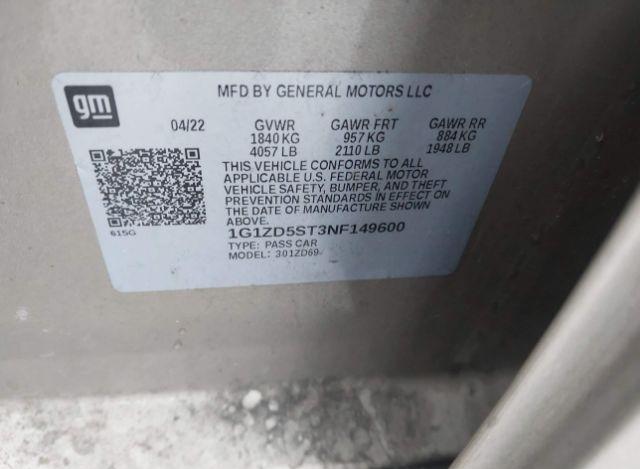 gm
MFD BY GENERAL MOTORS LLC
04/22 GVWR GAWR FRT GAWR RR
1840 KG 957 KG 884 KG
4057 LB 2110 LB 1948 LB
THIS VEHICLE CONFORMS TO ALL
APPLICABLE U.S. FEDERAL MOTOR
VEHICLE SAFETY, BUMPER, AND THEFT
PREVENTION STANDARDS IN EFFECT ON
THE DATE OF MANUFACTURE SHOWN
ABOVE.
615G
1G1ZD5ST3NF149600
TYPE: PASS CAR
MODEL: 301ZD69